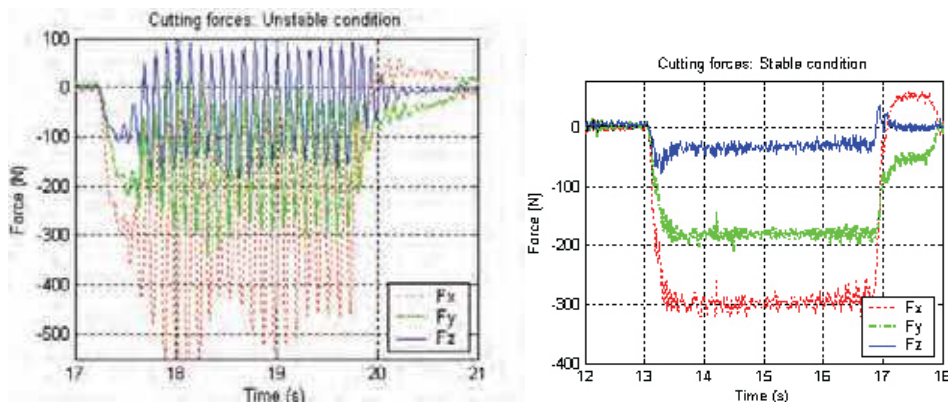 Cutting forces: Unstable condition
100
0
-100
-200
-300
-400
-500
Force [N]
Fx
Fy
Fz
17 18 19 20 21
Time (s)
Cutting forces: Stable condition
0
-100
-200
-300
-400
Force [N]
Fx
Fy
Fz
12 13 14 15 16 17 18
Time (s)